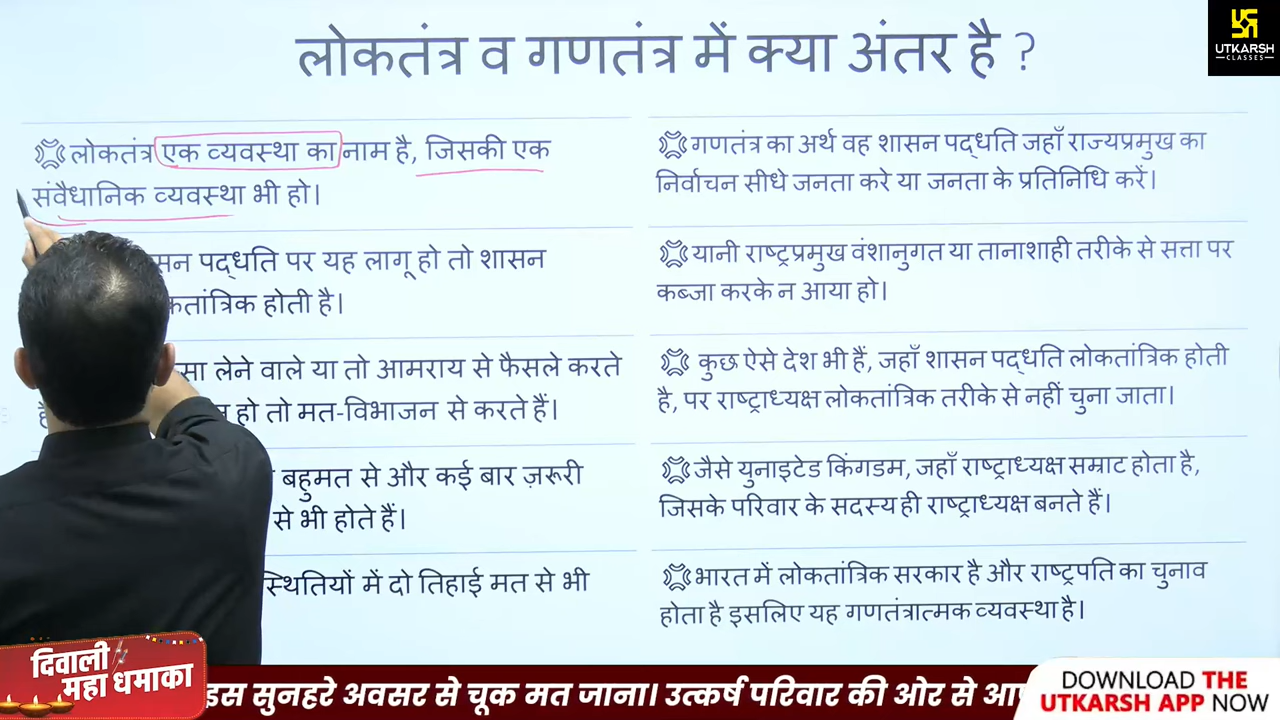 लोकतंत्र व गणतंत्र में क्या अंतर है ?
UTKARSH
CLASSES
लोकतंत्र एक व्यवस्था का नाम है, जिसकी एक
संवैधानिक व्यवस्था भी हो।
पद्धति पर यह लागू हो तो शासन
होती है।
लेने वाले या तो आमराय से फैसले करते
हो तो मत-विभाजन से करते हैं।
बहुमत से और कई बार ज़रूरी
से भी होते हैं।
में दो तिहाई मत से भी
गणतंत्र का अर्थ वह शासन पद्धति जहाँ राज्यप्रमुख का
निर्वाचन सीधे जनता करे या जनता के प्रतिनिधि करें।
यानी राष्ट्रप्रमुख वंशानुगत या तानाशाही तरीके से सत्ता पर
कब्जा करके न आया हो।
कुछ ऐसे देश भी हैं, जहाँ शासन पद्धति लोकतांत्रिक होती
है, पर राष्ट्राध्यक्ष लोकतांत्रिक तरीके से नहीं चुना जाता।
जैसे युनाइटेड किंगडम, जहाँ राष्ट्राध्यक्ष सम्राट होता है,
जिसके परिवार के सदस्य ही राष्ट्राध्यक्ष बनते हैं।
भारत में लोकतांत्रिक सरकार है और राष्ट्रपति का चुनाव
होता है इसलिए यह गणतंत्रात्मक व्यवस्था है।
दिवाली
महा धमाका
इस सुनहरे अवसर से चूक मत जाना। उत्कर्ष परिवार की ओर से
DOWNLOAD THE
UTKARSH APP NOW